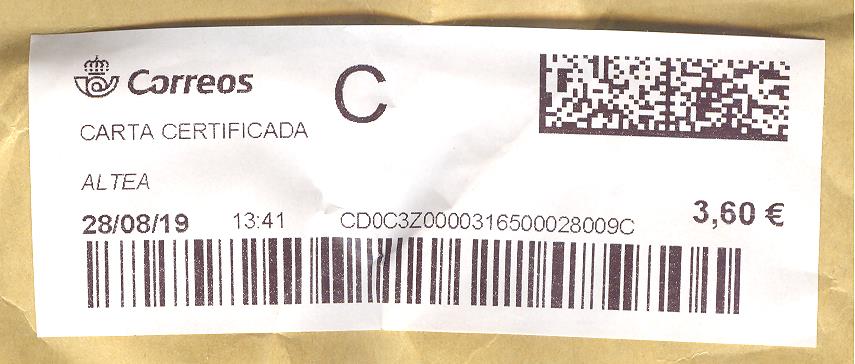 Correos
C
CARTA CERTIFICADA
ALTEA
28/08/19 13:41 CD0C3Z0000316500028009C 3,60 €